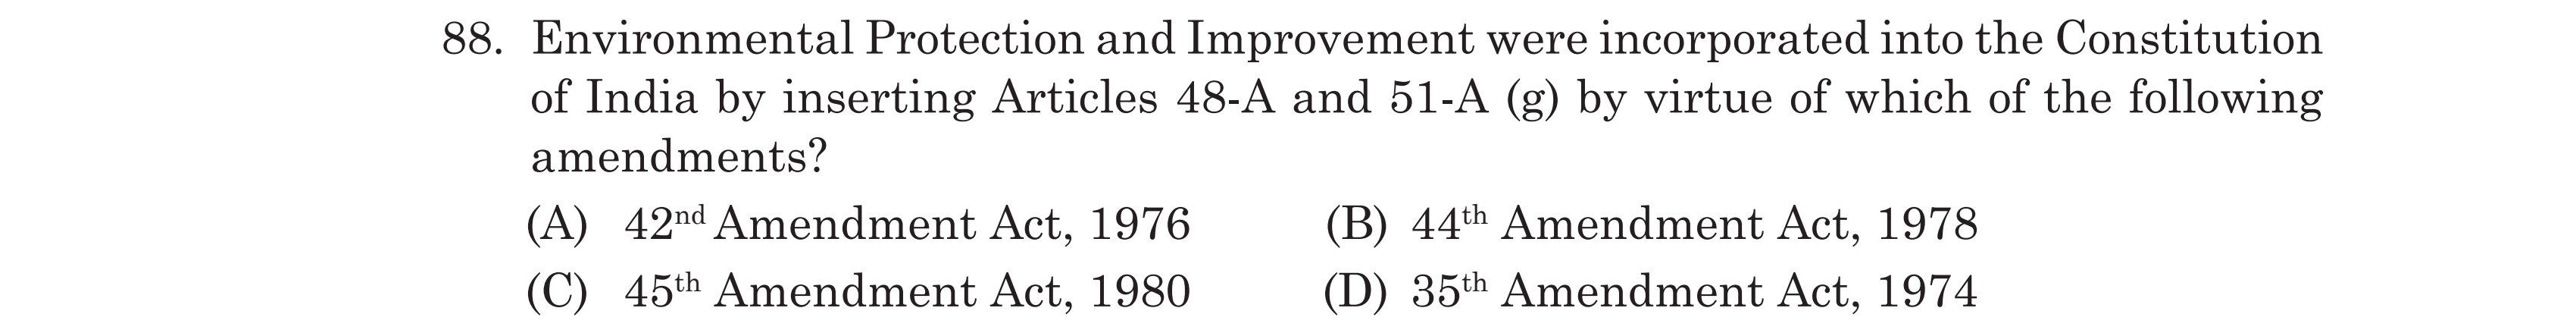 88. Environmental Protection and Improvement were incorporated into the Constitution
of India by inserting Articles 48-A and 51-A (g) by virtue of which of the following
amendments?
(A) 42nd Amendment Act, 1976 (B) 44th Amendment Act, 1978
(C) 45th Amendment Act, 1980 (D) 35th Amendment Act, 1974